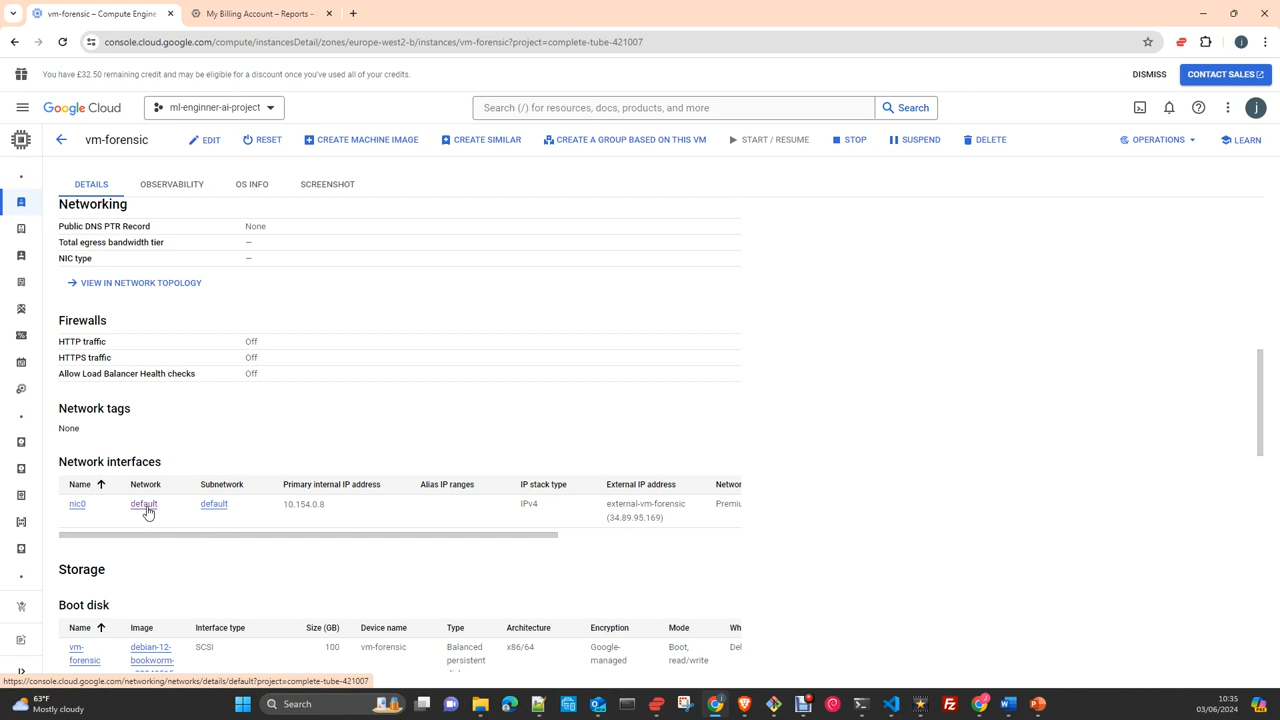 vm-forensic – Compute Engine
My Billing Account – Reports –
console.cloud.google.com/compute/instancesDetail/zones/europe-west2-b/instances/vm-forensic?project=complete-tube-421007
You have £32.50 remaining credit and may be eligible for a discount once you've used all of your credits.
DISMISS
CONTACT SALES
Google Cloud
ml-enginner-ai-project
Search (/) for resources, docs, products, and more
Search
j
vm-forensic
EDIT
RESET
CREATE MACHINE IMAGE
CREATE SIMILAR
CREATE A GROUP BASED ON THIS VM
START / RESUME
STOP
SUSPEND
DELETE
OPERATIONS
LEARN
DETAILS
OBSERVABILITY
OS INFO
SCREENSHOT
Networking
Public DNS PTR Record None
Total egress bandwidth tier —
NIC type —
VIEW IN NETWORK TOPOLOGY
Firewalls
HTTP traffic Off
HTTPS traffic Off
Allow Load Balancer Health checks Off
Network tags
None
Network interfaces
Name Network Subnetwork Primary internal IP address Alias IP ranges IP stack type External IP address Networ
nic0 default default 10.154.0.8 IPv4 external-vm-forensic Premiu
(34.89.95.169)
Storage
Boot disk
Name Image Interface type Size (GB) Device name Type Architecture Encryption Mode Wh
vm- debian-12- SCSI 100 vm-forensic Balanced x86/64 Google- Boot, Del
forensic bookworm- persistent managed read/write
https://console.cloud.google.com/networking/networks/details/default?project=complete-tube-421007
63°F
Mostly cloudy
Search
10:35
03/06/2024